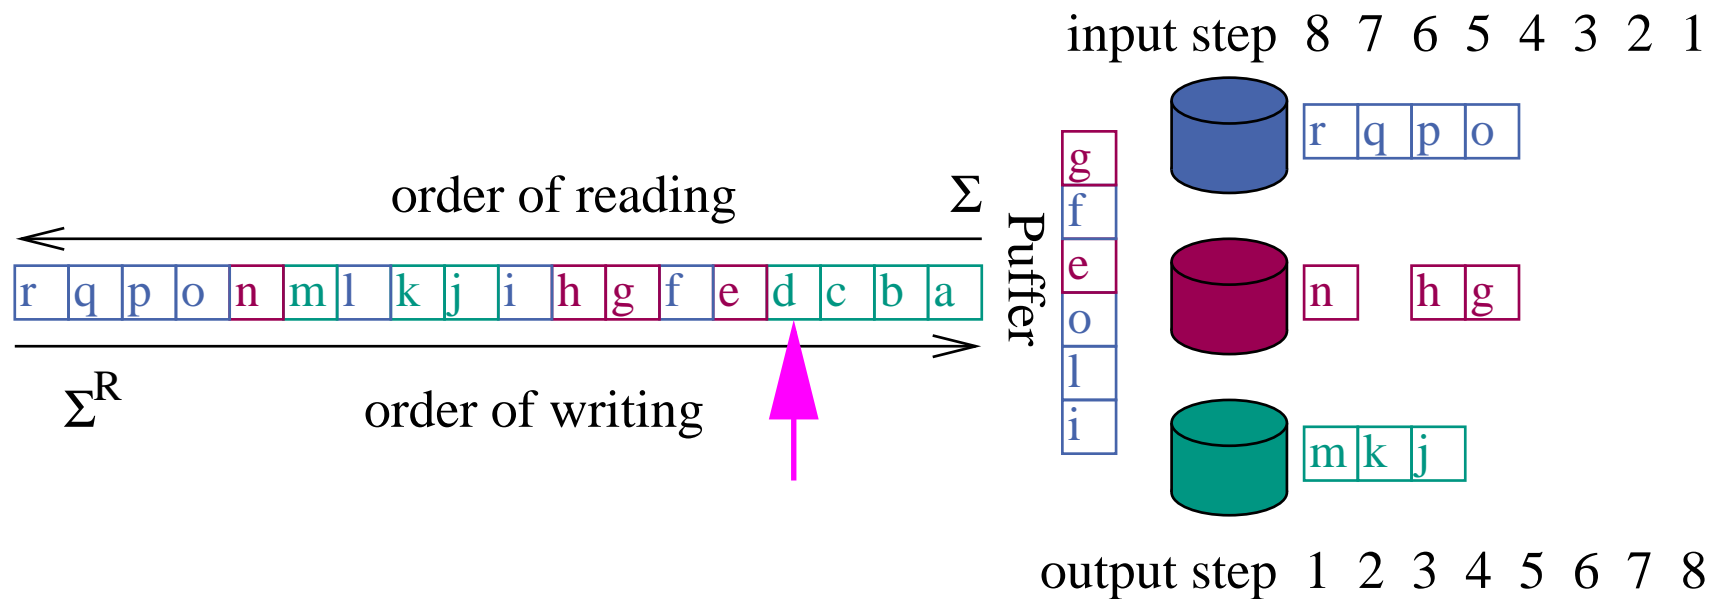 input step 8 7 6 5 4 3 2 1
r q p o
order of reading Σ
r q p o n m l k j i h g f e d c b a
Σ^R order of writing
Puffer
g
f
e
o
l
i
n h g
m k j
output step 1 2 3 4 5 6 7 8